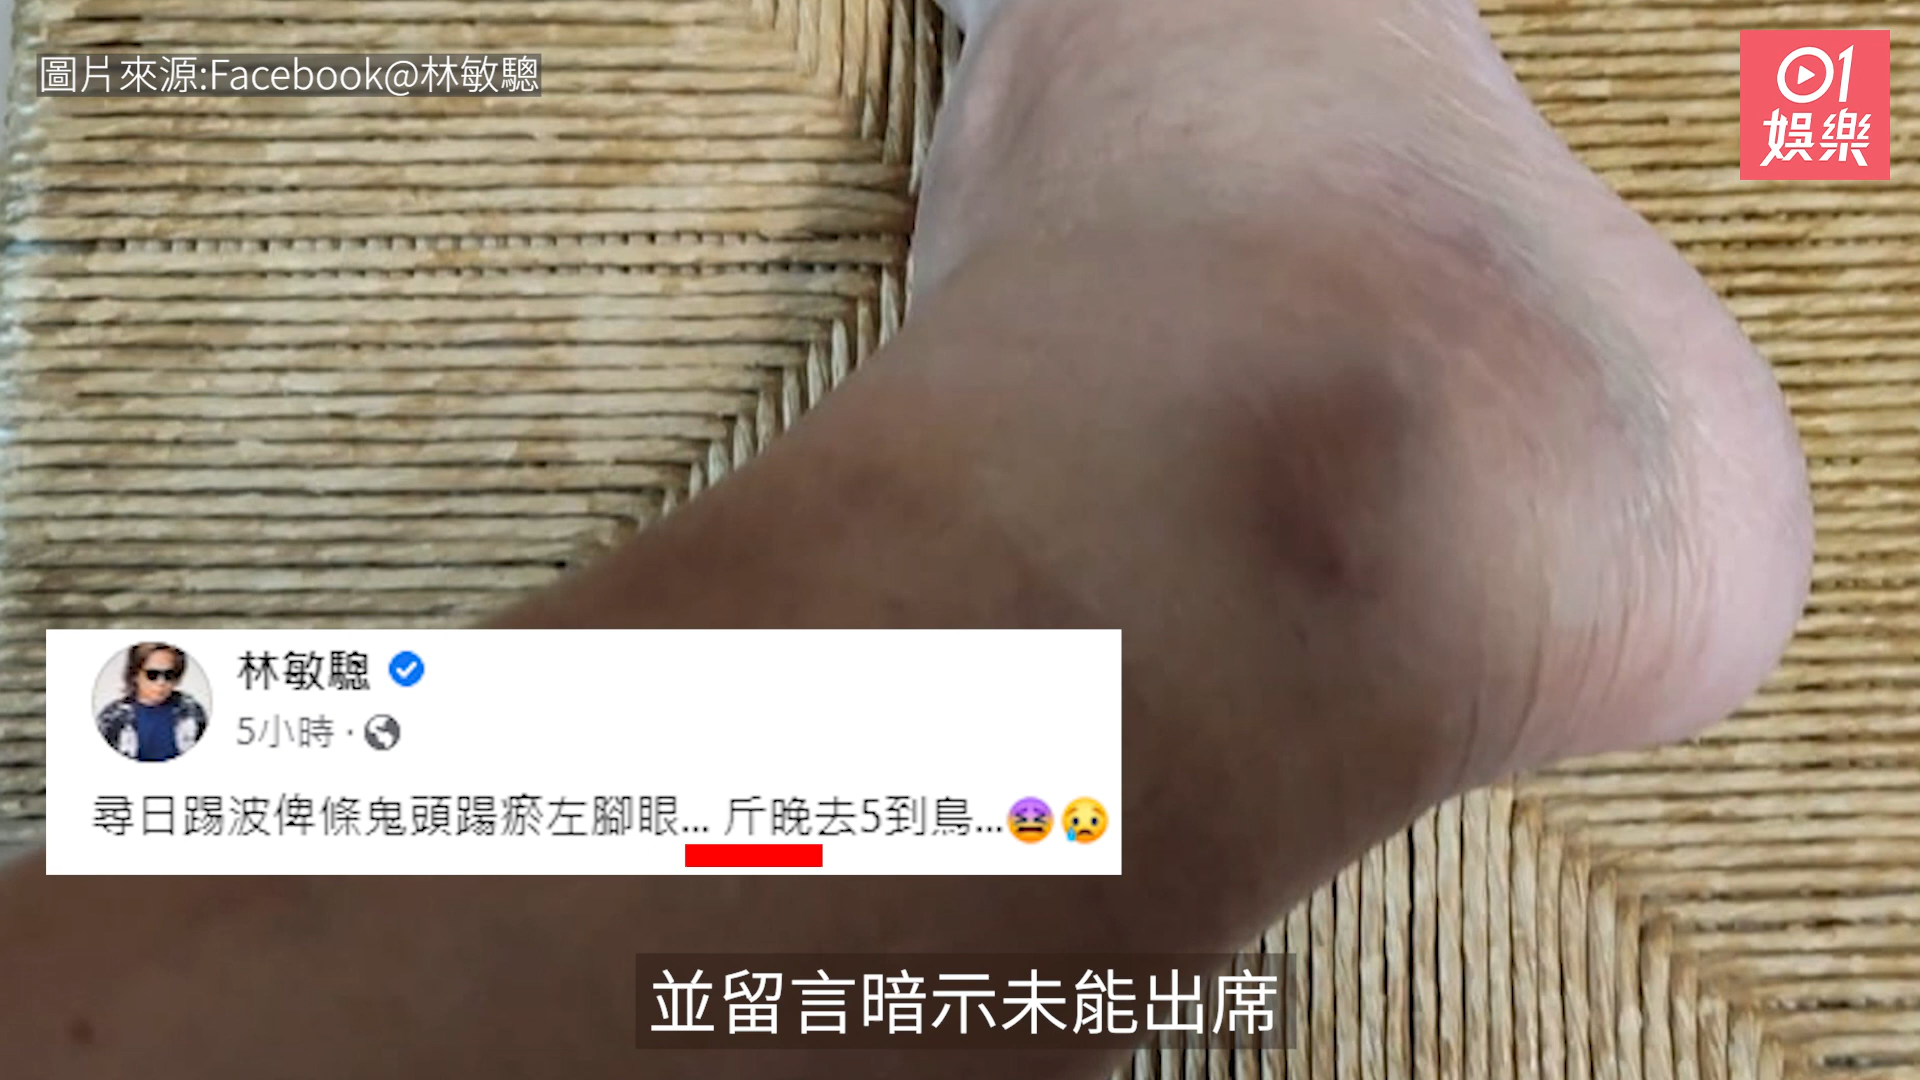 圖片來源:Facebook@林敏驄
01
娛樂
林敏驄
5小時 ·
尋日踢波俾條鬼頭踢瘀左腳眼... 斤晚去5到鳥...
並留言暗示未能出席